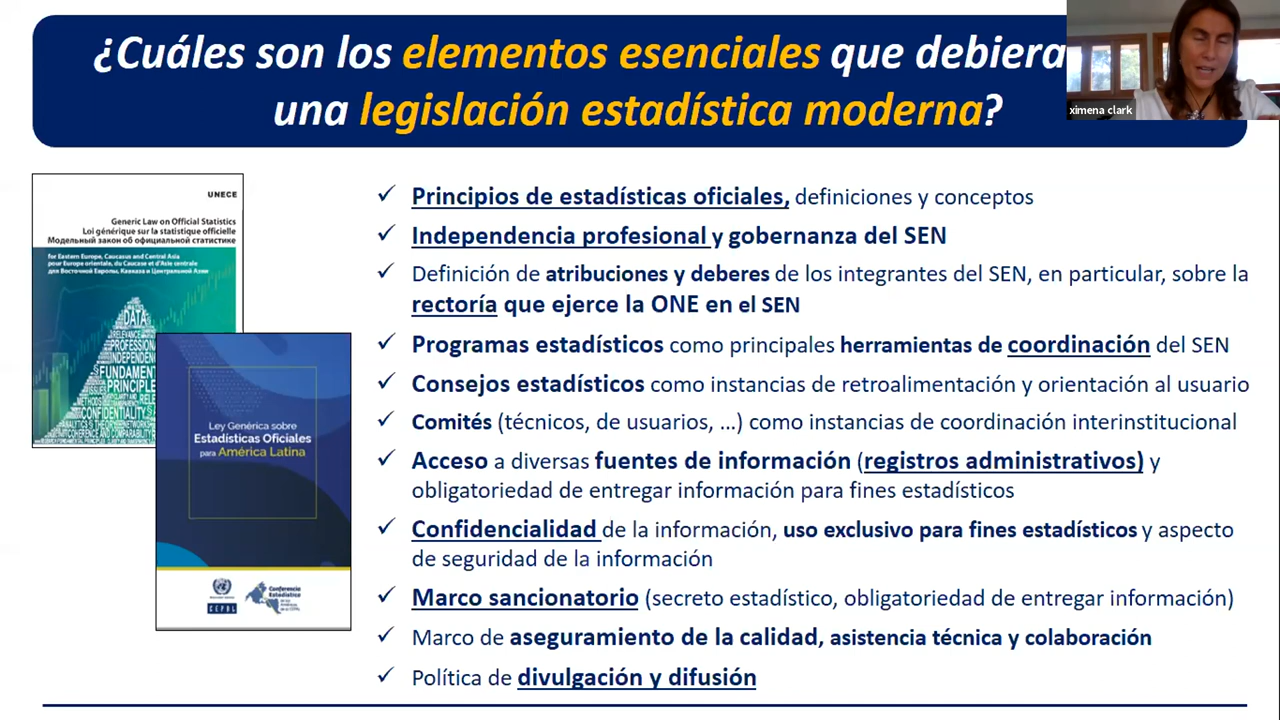 ¿Cuáles son los elementos esenciales que debiera
una legislación estadística moderna?
ximena clark
UNECE
Generic Law on Official Statistics
Loi générique sur la statistique officielle
Модельный закон об официальной статистике
for Eastern Europe, Caucasus and Central Asia
pour Europe orientale, du Caucase et d'Asie centrale
для Восточной Европы, Кавказа и Центральной Азии
DATA
RELEVANCE
PROFESSION
INDEPENDENC
FUNDAMENT
PRINCIPLE
CONFIDENTIALITY
Ley Genérica sobre
Estadísticas Oficiales
para América Latina
CEPAL
Conferencia
Estadística
✓ Principios de estadísticas oficiales, definiciones y conceptos
✓ Independencia profesional y gobernanza del SEN
✓ Definición de atribuciones y deberes de los integrantes del SEN, en particular, sobre la
rectoría que ejerce la ONE en el SEN
✓ Programas estadísticos como principales herramientas de coordinación del SEN
✓ Consejos estadísticos como instancias de retroalimentación y orientación al usuario
✓ Comités (técnicos, de usuarios, ...) como instancias de coordinación interinstitucional
✓ Acceso a diversas fuentes de información (registros administrativos) y
obligatoriedad de entregar información para fines estadísticos
✓ Confidencialidad de la información, uso exclusivo para fines estadísticos y aspecto
de seguridad de la información
✓ Marco sancionatorio (secreto estadístico, obligatoriedad de entregar información)
✓ Marco de aseguramiento de la calidad, asistencia técnica y colaboración
✓ Política de divulgación y difusión